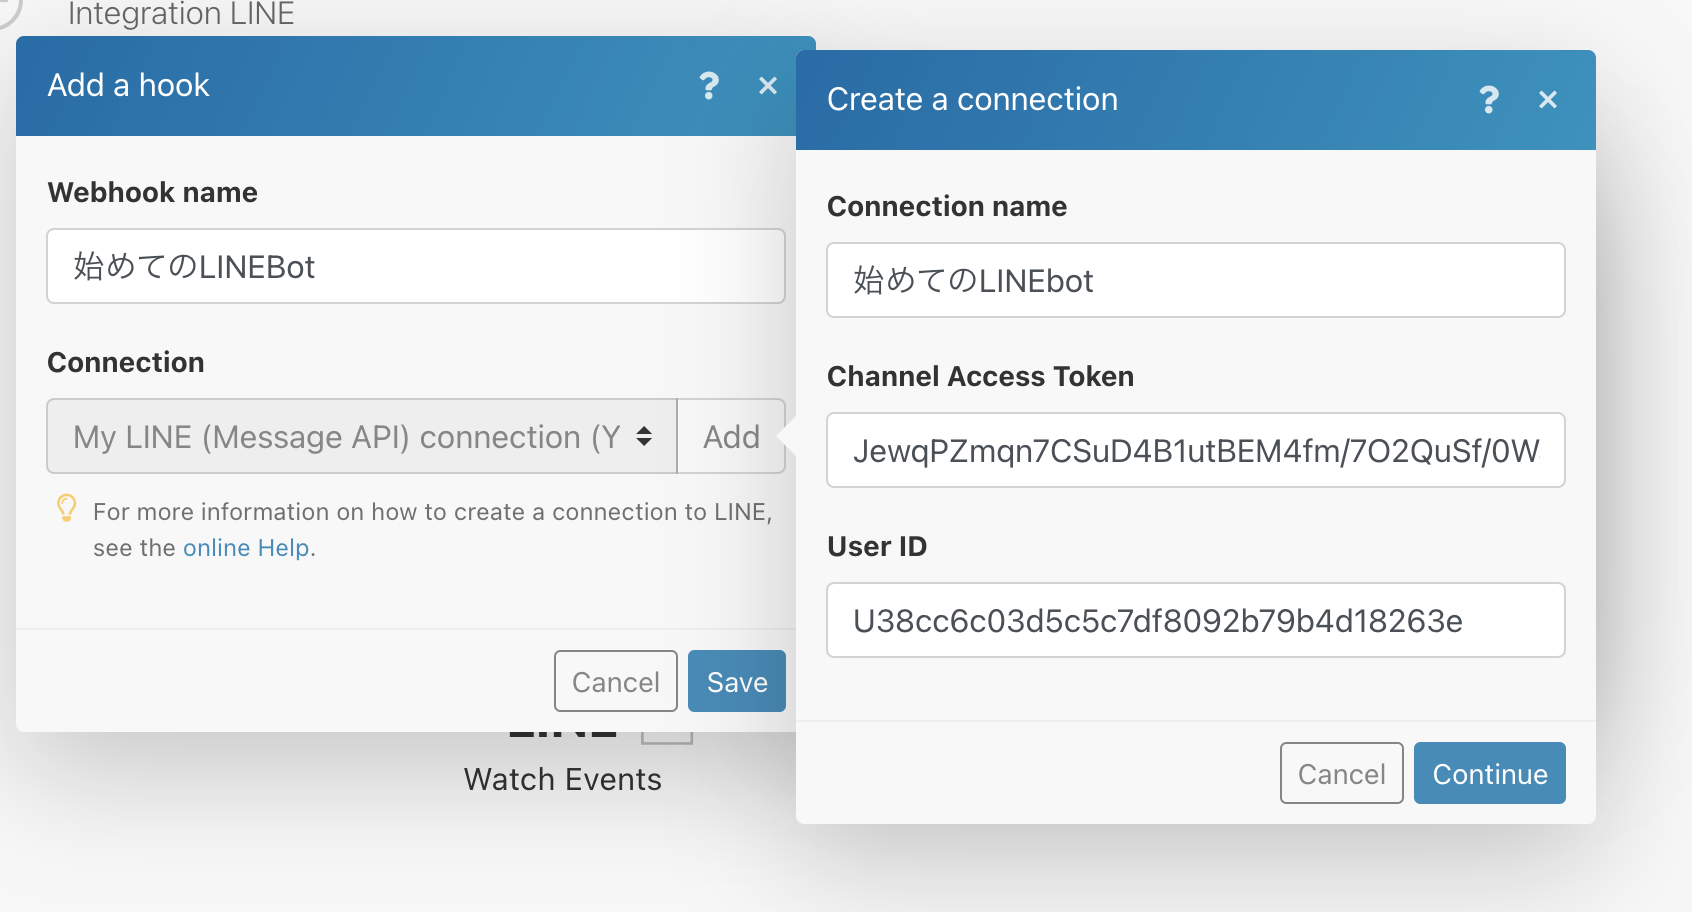 Integration LINE
Add a hook
?
×
Webhook name
始めてのLINEBot
Connection
My LINE (Message API) connection (Y
Add
For more information on how to create a connection to LINE,
see the online Help.
Cancel
Save
LINE
Watch Events
Create a connection
?
×
Connection name
始めてのLINEbot
Channel Access Token
JewqPZmqn7CSuD4B1utBEM4fm/7O2QuSf/0W
User ID
U38cc6c03d5c5c7df8092b79b4d18263e
Cancel
Continue